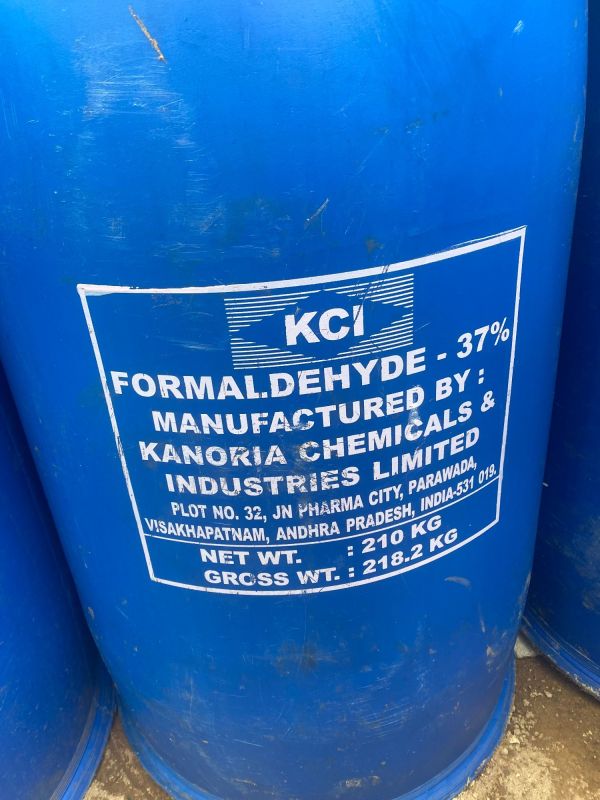 KCI
FORMALDEHYDE - 37%
MANUFACTURED BY :
KANORIA CHEMICALS &
INDUSTRIES LIMITED
PLOT NO. 32, JN PHARMA CITY, PARAWADA,
VISAKHAPATNAM, ANDHRA PRADESH, INDIA-531 019.
NET WT. : 210 KG
GROSS WT. : 218.2 KG